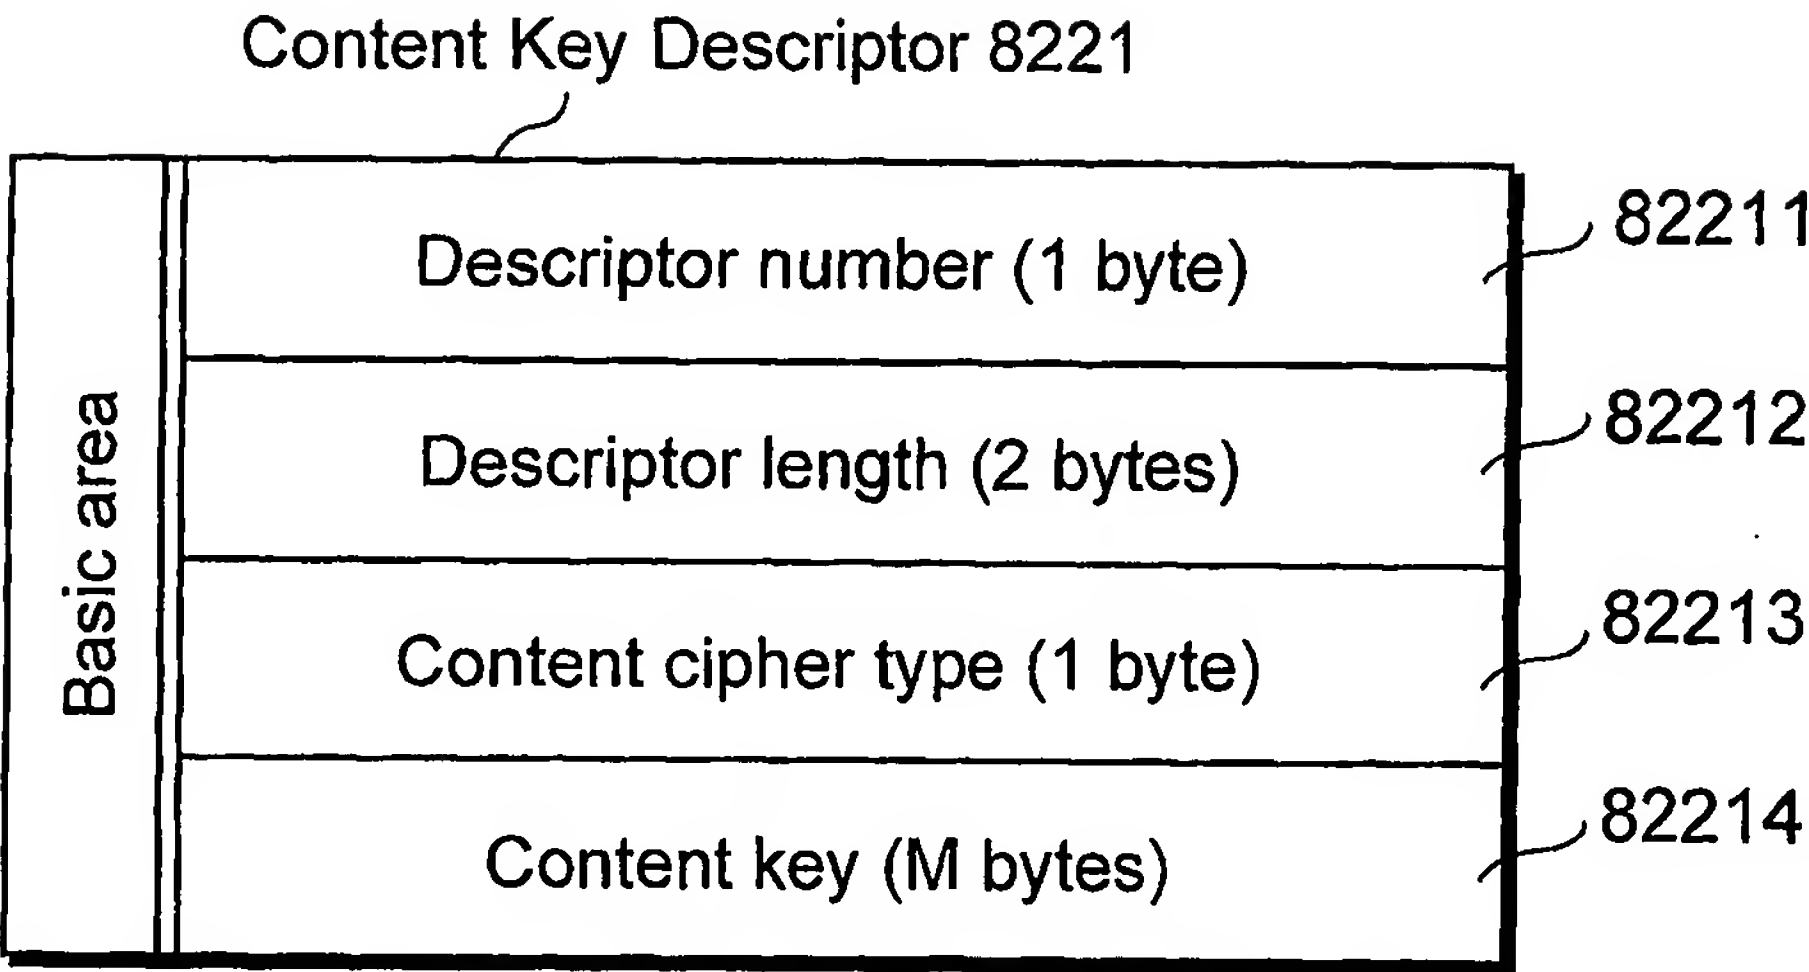 Content Key Descriptor 8221
Basic area
Descriptor number (1 byte)
82211
Descriptor length (2 bytes)
82212
Content cipher type (1 byte)
82213
Content key (M bytes)
82214